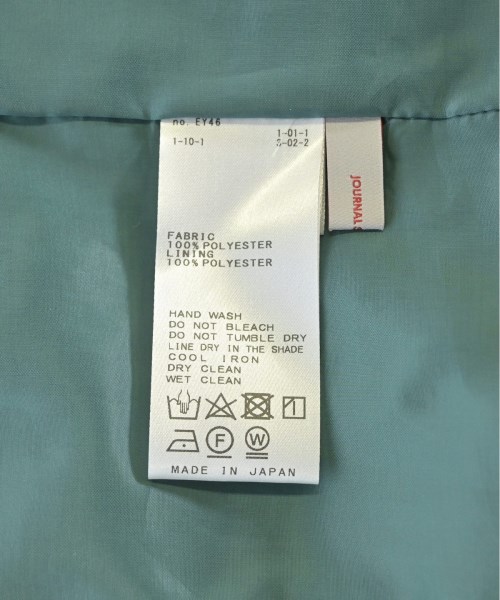 no. EY46
1-01-1
1-10-1 S-02-2
FABRIC
100% POLYESTER
LINING
100% POLYESTER
HAND WASH
DO NOT BLEACH
DO NOT TUMBLE DRY
LINE DRY IN THE SHADE
COOL IRON
DRY CLEAN
WET CLEAN
F W
MADE IN JAPAN
JOURNAL S